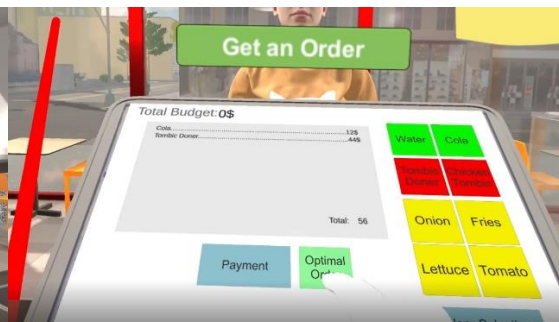 Get an Order
Total Budget:0$
Cola 12$
Tombic Doner 44$
Total: 56
Water Cola
Tombic Doner Chicken Tombic
Onion Fries
Lettuce Tomato
Payment
Optimal